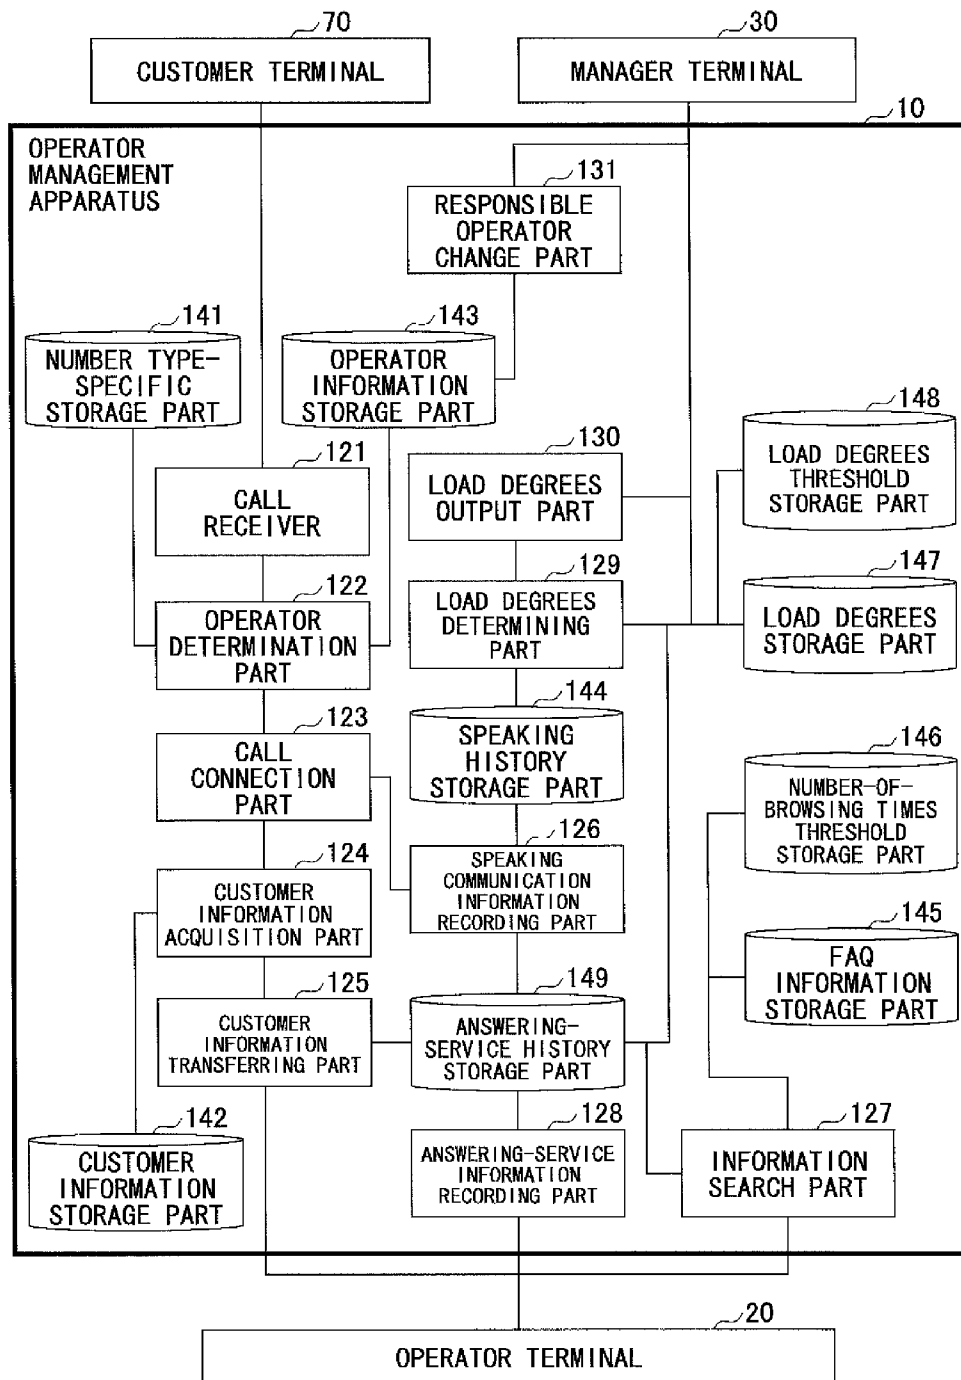 70
CUSTOMER TERMINAL
30
MANAGER TERMINAL
10
OPERATOR
MANAGEMENT
APPARATUS
131
RESPONSIBLE
OPERATOR
CHANGE PART
141
NUMBER TYPE-
SPECIFIC
STORAGE PART
143
OPERATOR
INFORMATION
STORAGE PART
148
LOAD DEGREES
THRESHOLD
STORAGE PART
121
CALL
RECEIVER
130
LOAD DEGREES
OUTPUT PART
122
OPERATOR
DETERMINATION
PART
129
LOAD DEGREES
DETERMINING
PART
147
LOAD DEGREES
STORAGE PART
123
CALL
CONNECTION
PART
144
SPEAKING
HISTORY
STORAGE PART
146
NUMBER-OF-
BROWSING TIMES
THRESHOLD
STORAGE PART
124
CUSTOMER
INFORMATION
ACQUISITION PART
126
SPEAKING
COMMUNICATION
INFORMATION
RECORDING PART
145
FAQ
INFORMATION
STORAGE PART
125
CUSTOMER
INFORMATION
TRANSFERRING PART
149
ANSWERING-
SERVICE HISTORY
STORAGE PART
142
CUSTOMER
INFORMATION
STORAGE PART
128
ANSWERING-SERVICE
INFORMATION
RECORDING PART
127
INFORMATION
SEARCH PART
20
OPERATOR TERMINAL